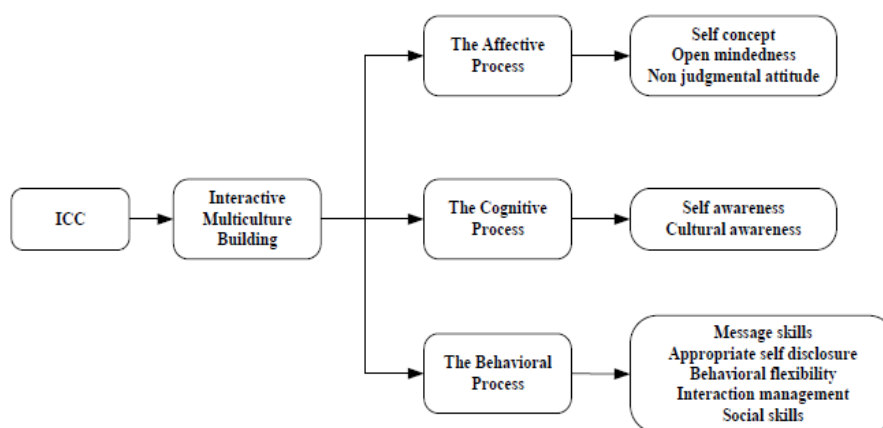 ICC
Interactive
Multiculture
Building
The Affective
Process
Self concept
Open mindedness
Non judgmental attitude
The Cognitive
Process
Self awareness
Cultural awareness
The Behavioral
Process
Message skills
Appropriate self disclosure
Behavioral flexibility
Interaction management
Social skills